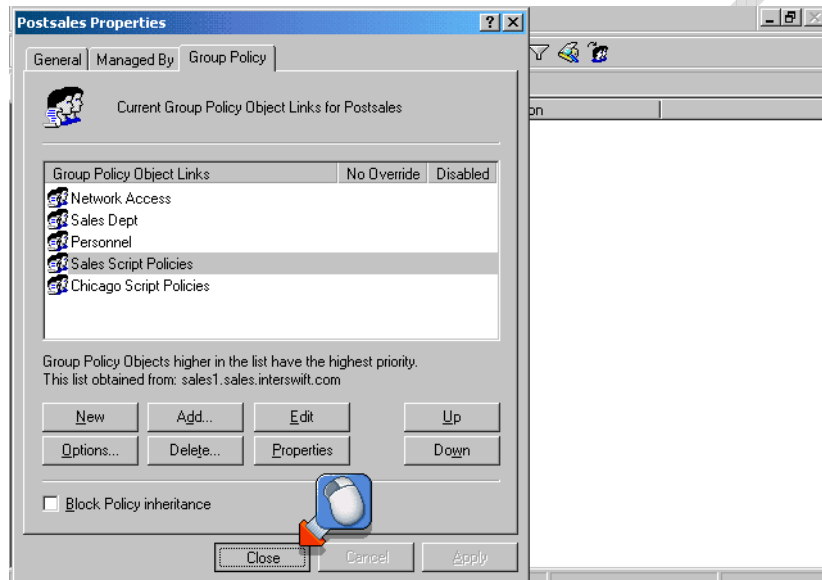 Postsales Properties
General
Managed By
Group Policy
Current Group Policy Object Links for Postsales
Group Policy Object Links No Override Disabled
Network Access
Sales Dept
Personnel
Sales Script Policies
Chicago Script Policies
Group Policy Objects higher in the list have the highest priority.
This list obtained from: sales1.sales.interswift.com
New Add... Edit Up
Options... Delete... Properties Down
Block Policy inheritance
Close Cancel Apply
on